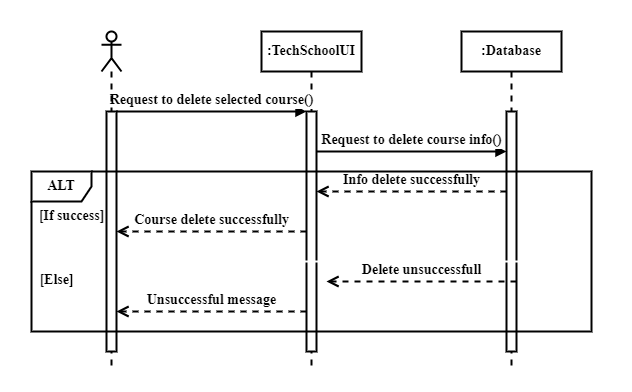 :TechSchoolUI
:Database
Request to delete selected course()
Request to delete course info()
ALT
Info delete successfully
[If success]
Course delete successfully
Delete unsuccessfull
[Else]
Unsuccessful message